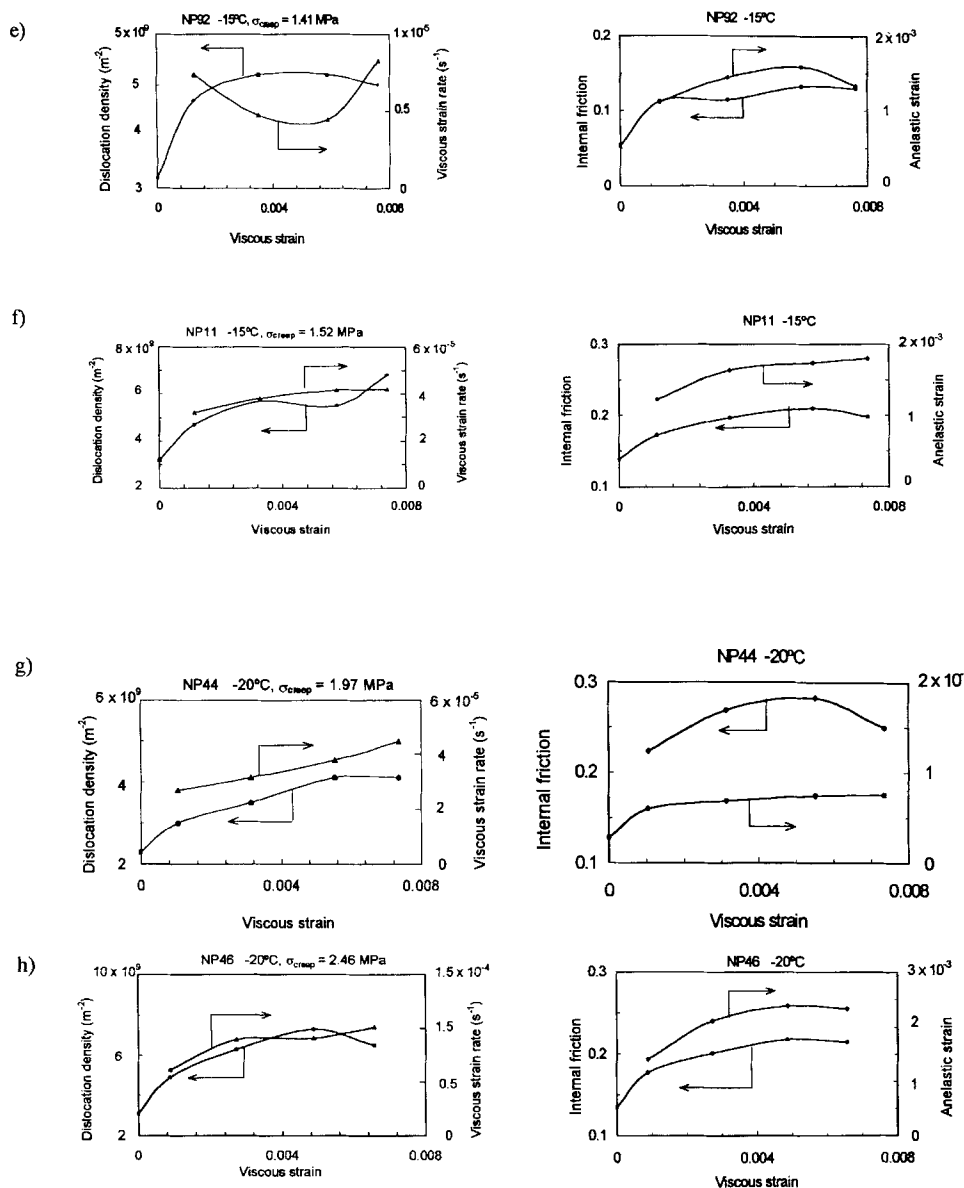 e)
NP92 -15ºC, σcreep = 1.41 MPa
5 x 10⁹
5
4
3
Dislocation density (m⁻²)
1 x 10⁻⁵
0.5
0
Viscous strain rate (s⁻¹)
0 0.004 0.008
Viscous strain
NP92 -15ºC
0.2
0.1
0
Internal friction
2 x 10⁻³
1
0
Anelastic strain
0 0.004 0.008
Viscous strain
f)
NP11 -15ºC, σcreep = 1.52 MPa
8 x 10⁹
6
4
2
Dislocation density (m⁻²)
6 x 10⁻⁵
4
2
0
Viscous strain rate (s⁻¹)
0 0.004 0.008
Viscous strain
NP11 -15ºC
0.3
0.2
0.1
Internal friction
2 x 10⁻³
1
0
Anelastic strain
0 0.004 0.008
Viscous strain
g)
NP44 -20ºC, σcreep = 1.97 MPa
6 x 10⁹
4
2
Dislocation density (m⁻²)
6 x 10⁻⁵
4
2
0
Viscous strain rate (s⁻¹)
0 0.004 0.008
Viscous strain
NP44 -20ºC
0.3
0.2
0.1
Internal friction
2 x 10⁻
1
0
0 0.004 0.008
Viscous strain
h)
NP46 -20ºC, σcreep = 2.46 MPa
10 x 10⁹
6
2
Dislocation density (m⁻²)
1.5 x 10⁻⁴
1.5
0.5
0
Viscous strain rate (s⁻¹)
0 0.004 0.008
Viscous strain
NP46 -20ºC
0.3
0.2
0.1
Internal friction
3 x 10⁻³
2
1
0
Anelastic strain
0 0.004 0.008
Viscous strain